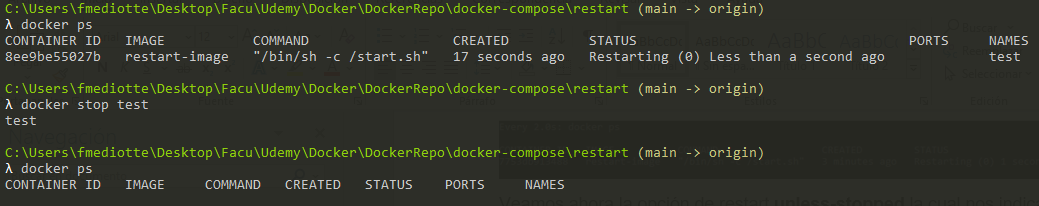 C:\Users\fmediotte\Desktop\Facu\Udemy\Docker\DockerRepo\docker-compose\restart (main -> origin)
λ docker ps
CONTAINER ID   IMAGE           COMMAND                  CREATED          STATUS                                  PORTS     NAMES
8ee9be55027b   restart-image   "/bin/sh -c /start.sh"   17 seconds ago   Restarting (0) Less than a second ago             test
C:\Users\fmediotte\Desktop\Facu\Udemy\Docker\DockerRepo\docker-compose\restart (main -> origin)
λ docker stop test
test
C:\Users\fmediotte\Desktop\Facu\Udemy\Docker\DockerRepo\docker-compose\restart (main -> origin)
λ docker ps
CONTAINER ID   IMAGE     COMMAND   CREATED   STATUS    PORTS     NAMES